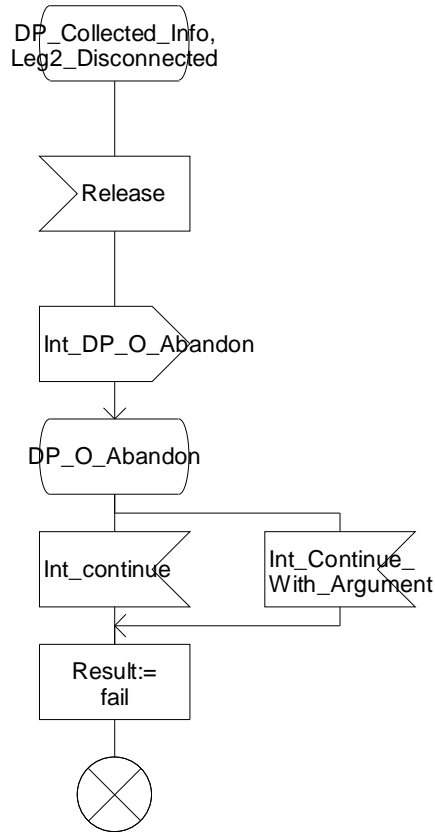 DP_Collected_Info,
Leg2_Disconnected
Release
Int_DP_O_Abandon
DP_O_Abandon
Int_continue
Int_Continue_
With_Argument
Result:=
fail